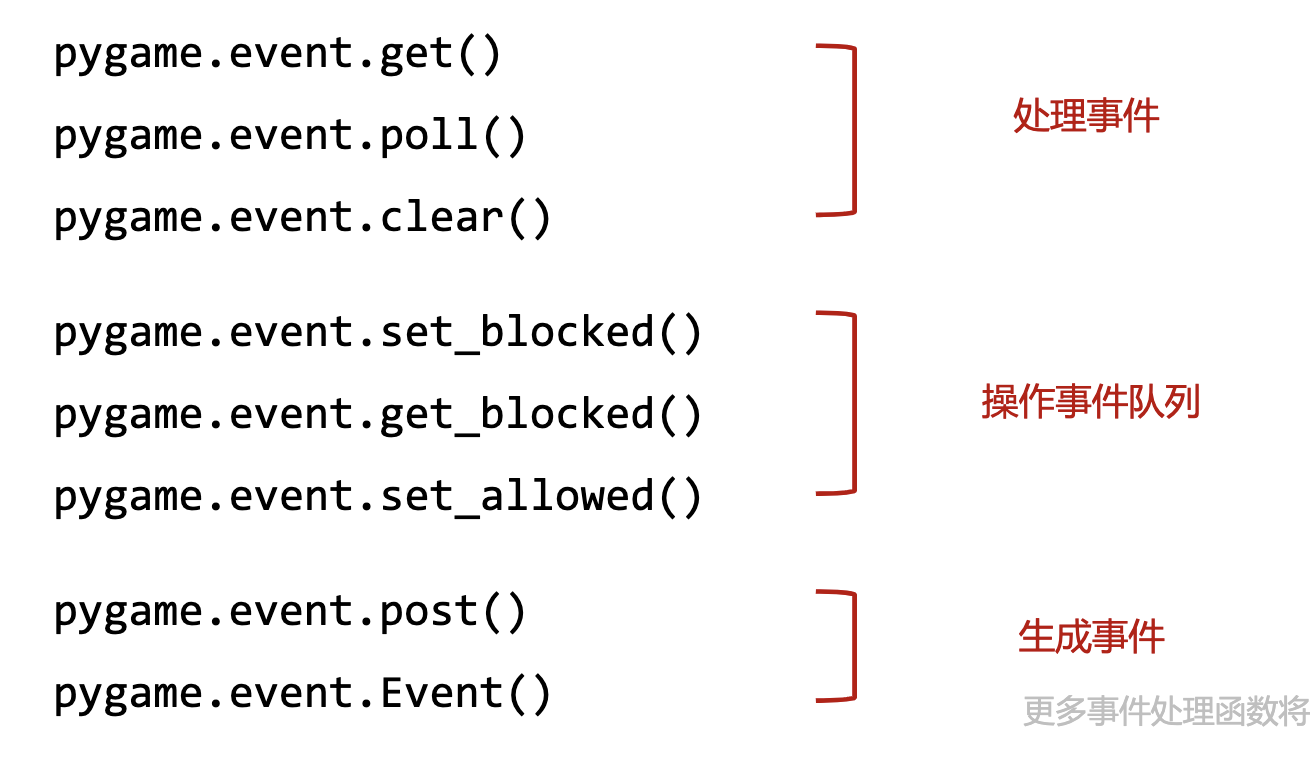 pygame.event.get()
pygame.event.poll()
处理事件
pygame.event.clear()
pygame.event.set_blocked()
pygame.event.get_blocked()
操作事件队列
pygame.event.set_allowed()
pygame.event.post()
生成事件
pygame.event.Event()
更多事件处理函数将